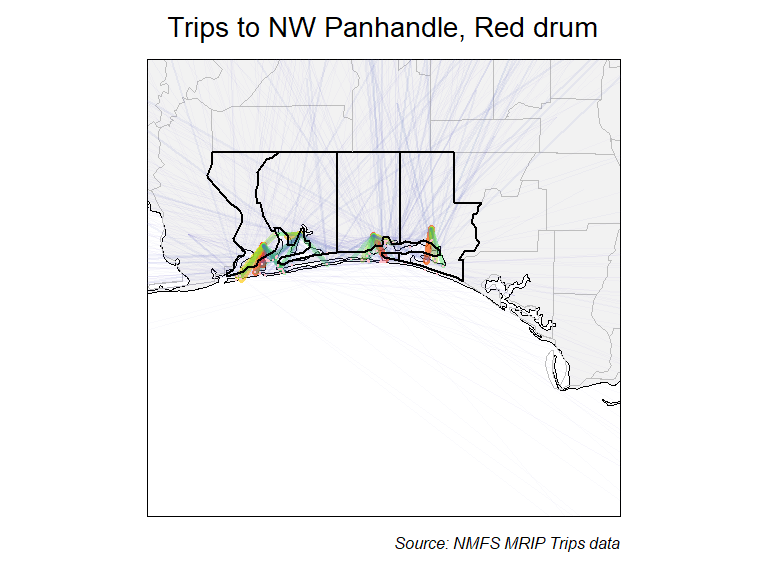 Trips to NW Panhandle, Red drum
Source: NMFS MRIP Trips data